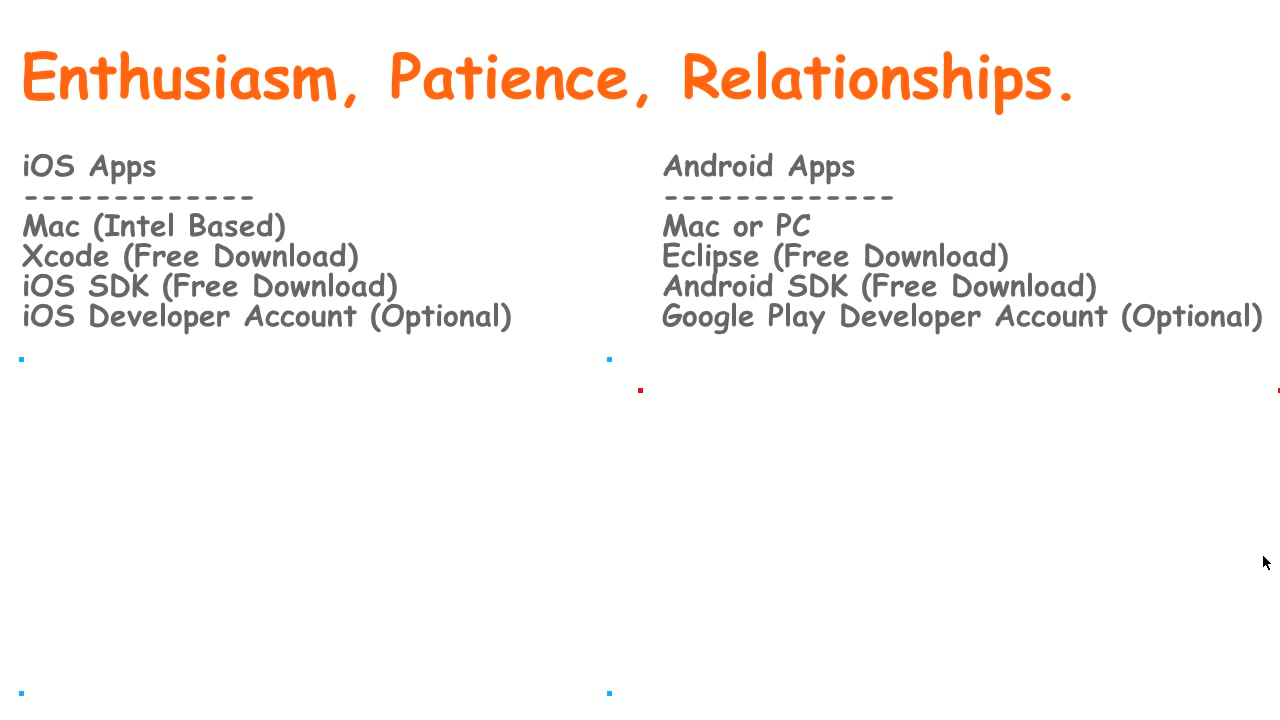 Enthusiasm, Patience, Relationships.
iOS Apps
-------------
Mac (Intel Based)
Xcode (Free Download)
iOS SDK (Free Download)
iOS Developer Account (Optional)
Android Apps
-------------
Mac or PC
Eclipse (Free Download)
Android SDK (Free Download)
Google Play Developer Account (Optional)